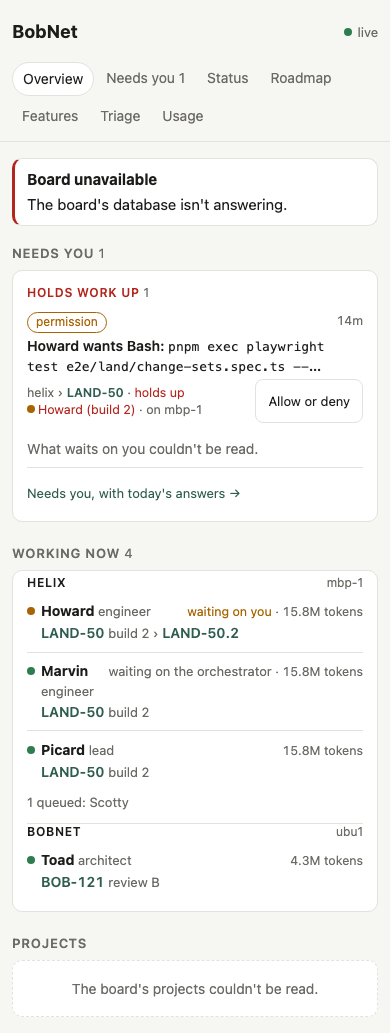 BobNet
live
Overview
Needs you 1
Status
Roadmap
Features
Triage
Usage
Board unavailable
The board's database isn't answering.
NEEDS YOU 1
HOLDS WORK UP 1
permission
14m
Howard wants Bash: pnpm exec playwright
test e2e/land/change-sets.spec.ts --…
helix › LAND-50 · holds up
Howard (build 2) · on mbp-1
Allow or deny
What waits on you couldn't be read.
Needs you, with today's answers →
WORKING NOW 4
HELIX
mbp-1
Howard engineer
waiting on you · 15.8M tokens
LAND-50 build 2 › LAND-50.2
Marvin
waiting on the orchestrator · 15.8M tokens
engineer
LAND-50 build 2
Picard lead
15.8M tokens
LAND-50 build 2
1 queued: Scotty
BOBNET
ubu1
Toad architect
4.3M tokens
BOB-121 review B
PROJECTS
The board's projects couldn't be read.